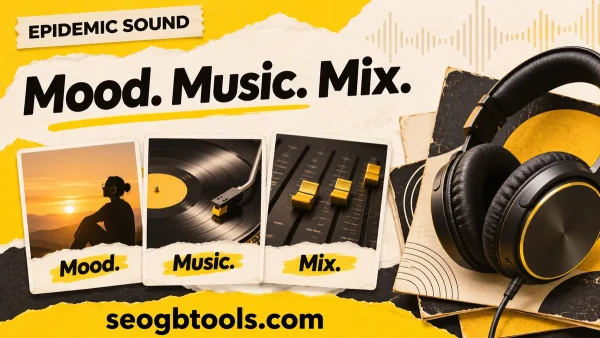 EPIDEMIC SOUND
Mood. Music. Mix.
Mood.
Music.
Mix.
seogbtools.com